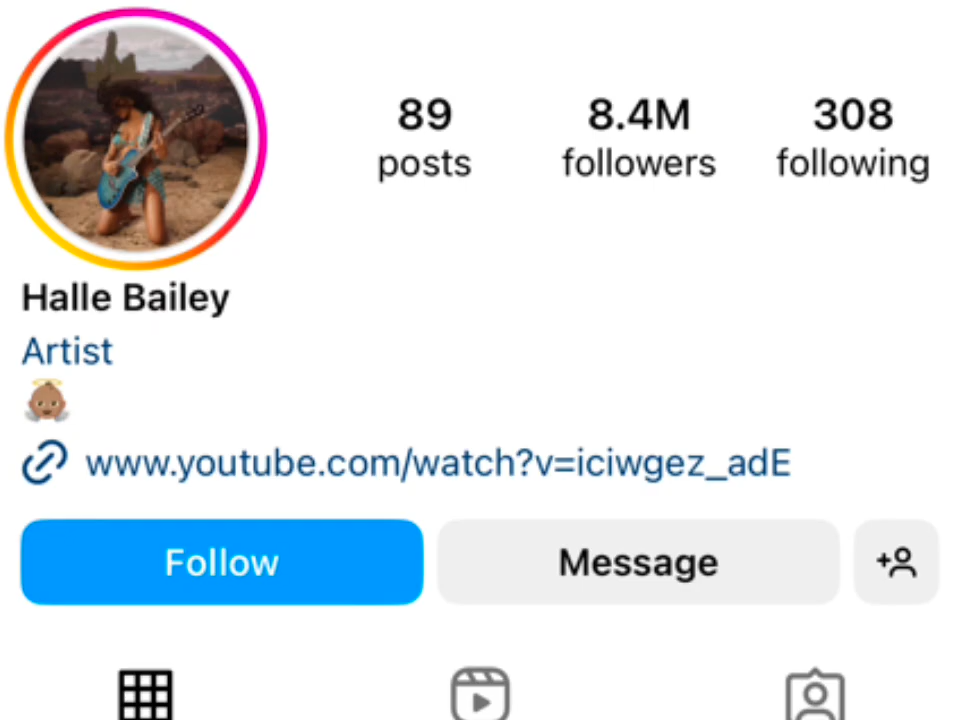 89 8.4M 308
posts followers following
Halle Bailey
Artist
www.youtube.com/watch?v=iciwgez_adE
Follow Message